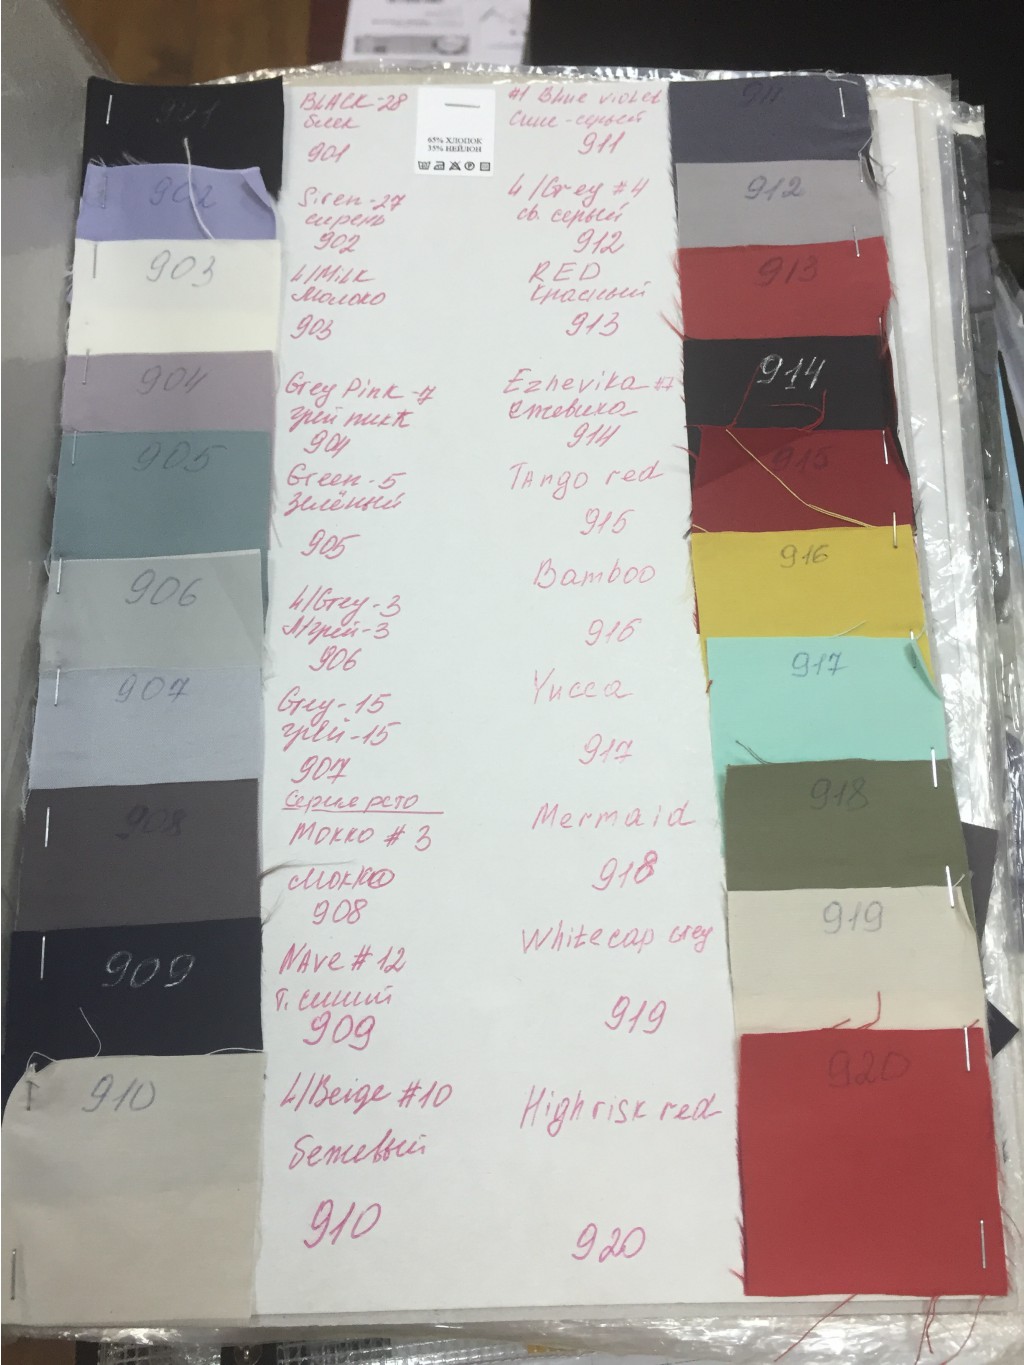 901
BLACK-28
блек
901
902
Siren-27
сирень
902
903
L/Milk
Молоко
903
904
Grey Pink-7
грей пинк
904
905
Green-5
Зелёный
905
906
L/Grey-3
Л/грей-3
906
907
Grey-15
грей-15
907
Серия ретро
908
Мокко #3
Мокко
908
909
NAve #12
т. синий
909
910
L/Beige #10
бежевый
910
65% ХЛОПОК
35% НЕЙЛОН
#1 Blue violet
Сине-серый
911
911
L/Grey #4
св. серый
912
912
RED
Красный
913
913
Ezhevika #7
ежевика
914
914
TAngo red
915
915
Bamboo
916
916
Yucca
917
917
Mermaid
918
918
Whitecap Grey
919
919
High risk red
920
920